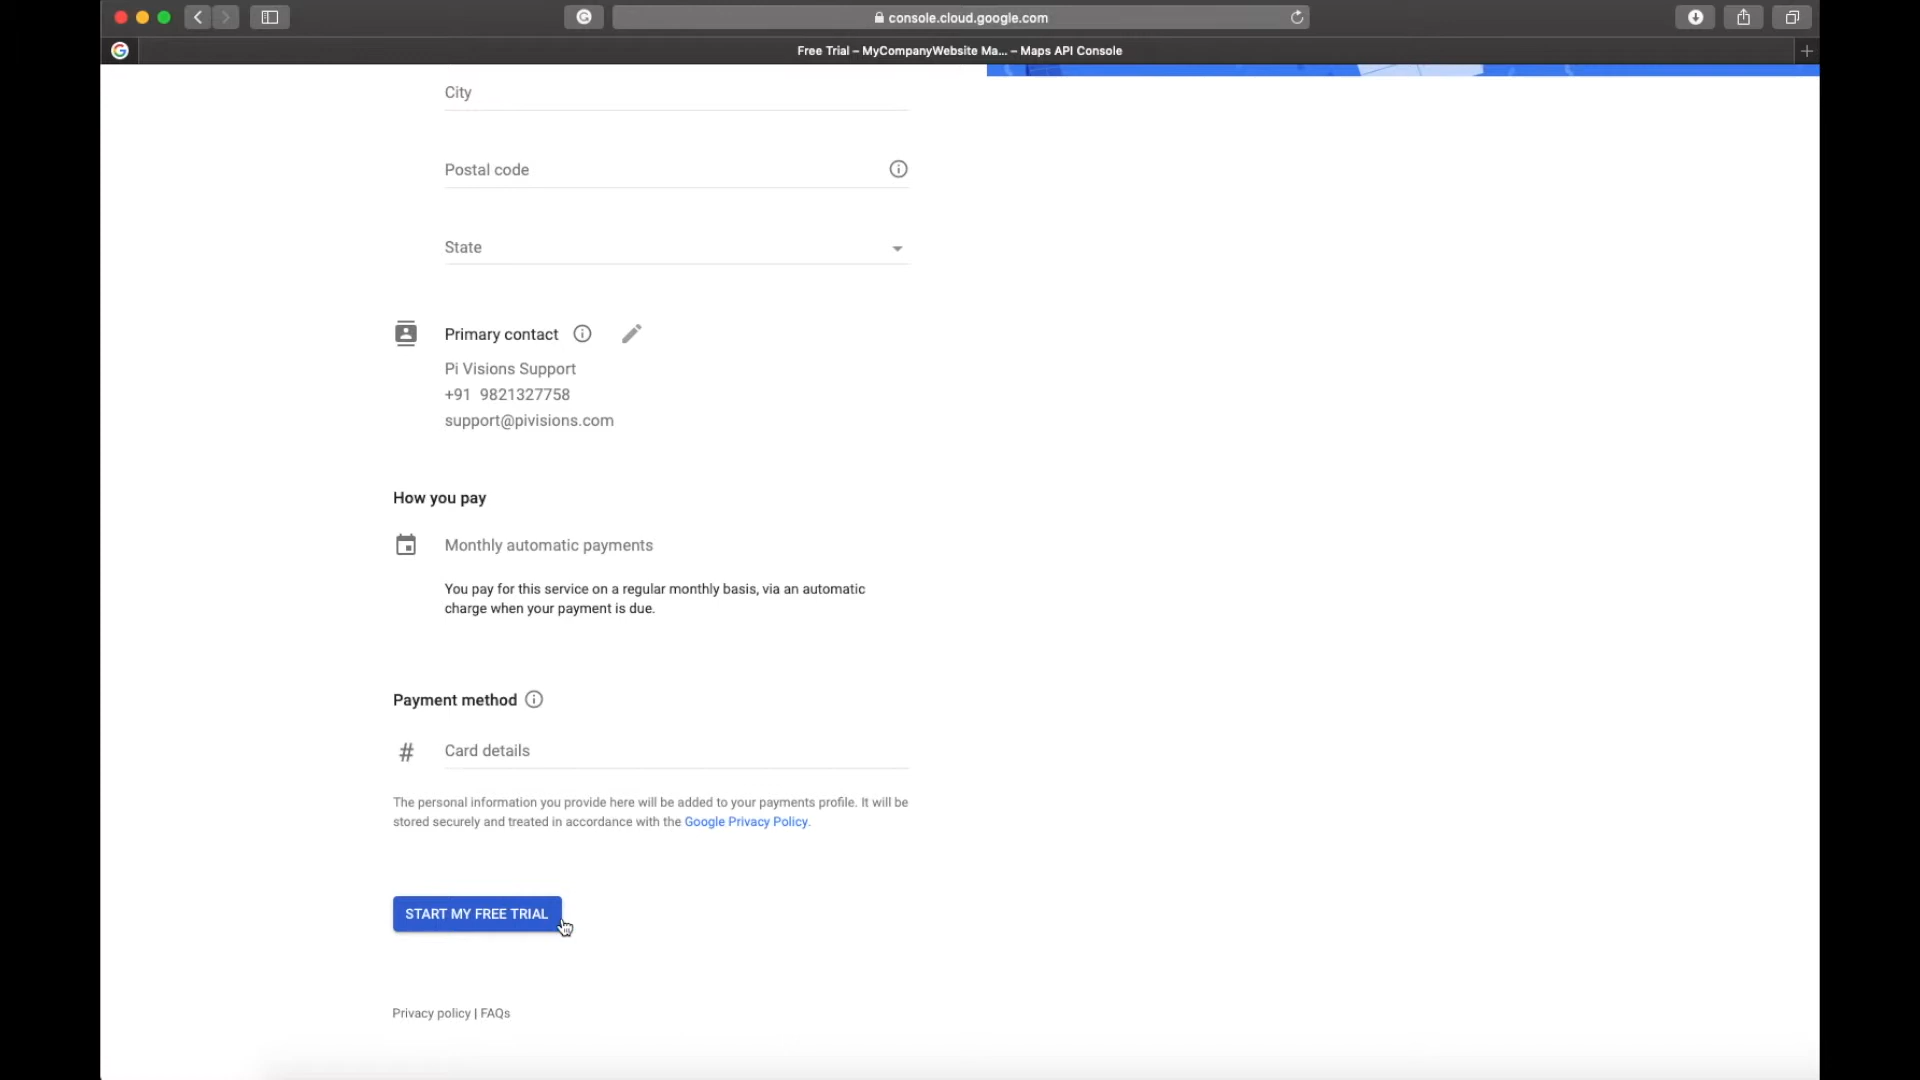 console.cloud.google.com
Free Trial – MyCompanyWebsite Ma... – Maps API Console
City
Postal code
State
Primary contact
Pi Visions Support
+91 9821327758
support@pivisions.com
How you pay
Monthly automatic payments
You pay for this service on a regular monthly basis, via an automatic
charge when your payment is due.
Payment method
# Card details
The personal information you provide here will be added to your payments profile. It will be
stored securely and treated in accordance with the Google Privacy Policy.
START MY FREE TRIAL
Privacy policy | FAQs